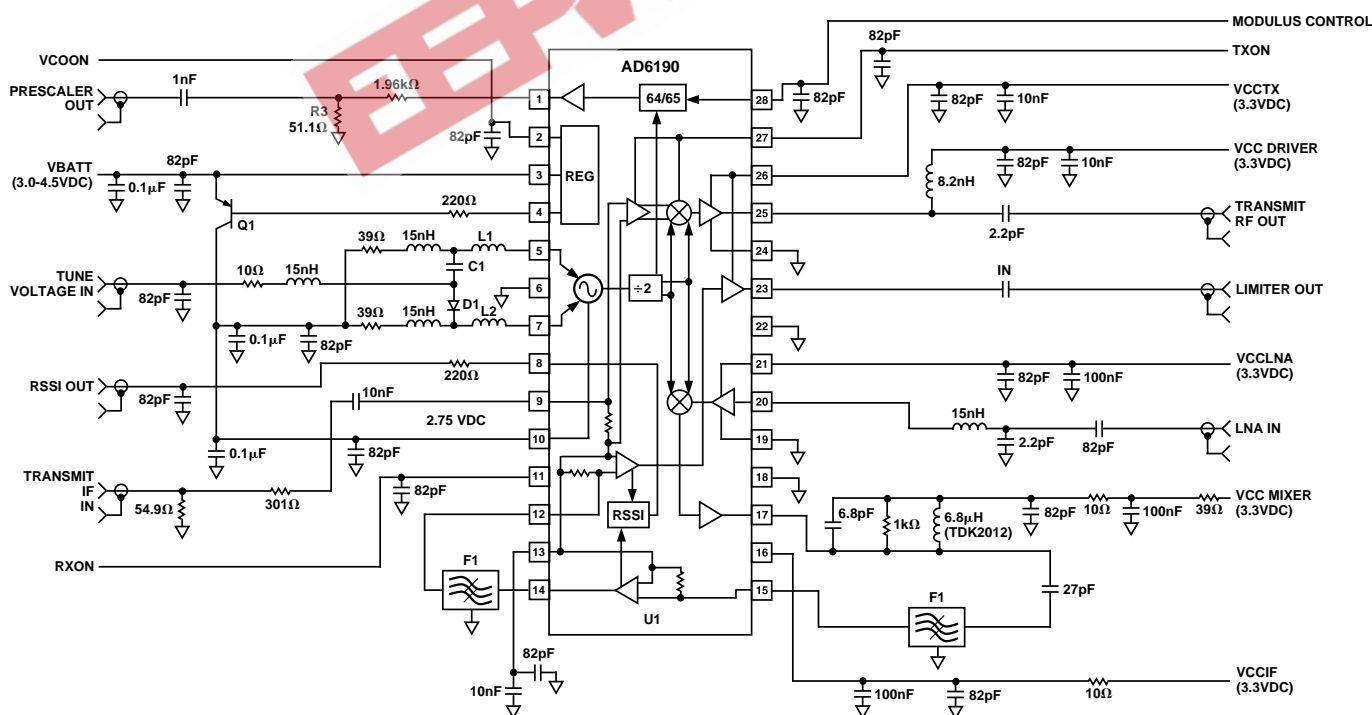 MODULUS CONTROL
82pF
TXON
VCOON
AD6190
1nF
1.96kΩ
PRESCALER
OUT
R3
51.1Ω
1
64/65
28
82pF
82pF
10nF
VCCTX
(3.3VDC)
82pF
2
27
VBATT
(3.0-4.5VDC)
82pF
0.1µF
3
REG
26
8.2nH
82pF
10nF
VCC DRIVER
(3.3VDC)
Q1
220Ω
4
25
2.2pF
TRANSMIT
RF OUT
39Ω
15nH
L1
5
24
C1
TUNE
VOLTAGE IN
10Ω
15nH
82pF
6
÷2
23
IN
LIMITER OUT
D1
39Ω
15nH
L2
7
22
0.1µF
82pF
8
21
82pF
100nF
VCCLNA
(3.3VDC)
RSSI OUT
82pF
220Ω
10nF
9
20
15nH
2.2pF
82pF
LNA IN
2.75 VDC
10
19
0.1µF
82pF
11
18
TRANSMIT
IF
IN
54.9Ω
301Ω
82pF
12
RSSI
17
6.8pF
1kΩ
6.8µH
(TDK2012)
82pF
10Ω
100nF
39Ω
VCC MIXER
(3.3VDC)
13
16
RXON
F1
14
15
F1
27pF
U1
82pF
10nF
100nF
82pF
10Ω
VCCIF
(3.3VDC)